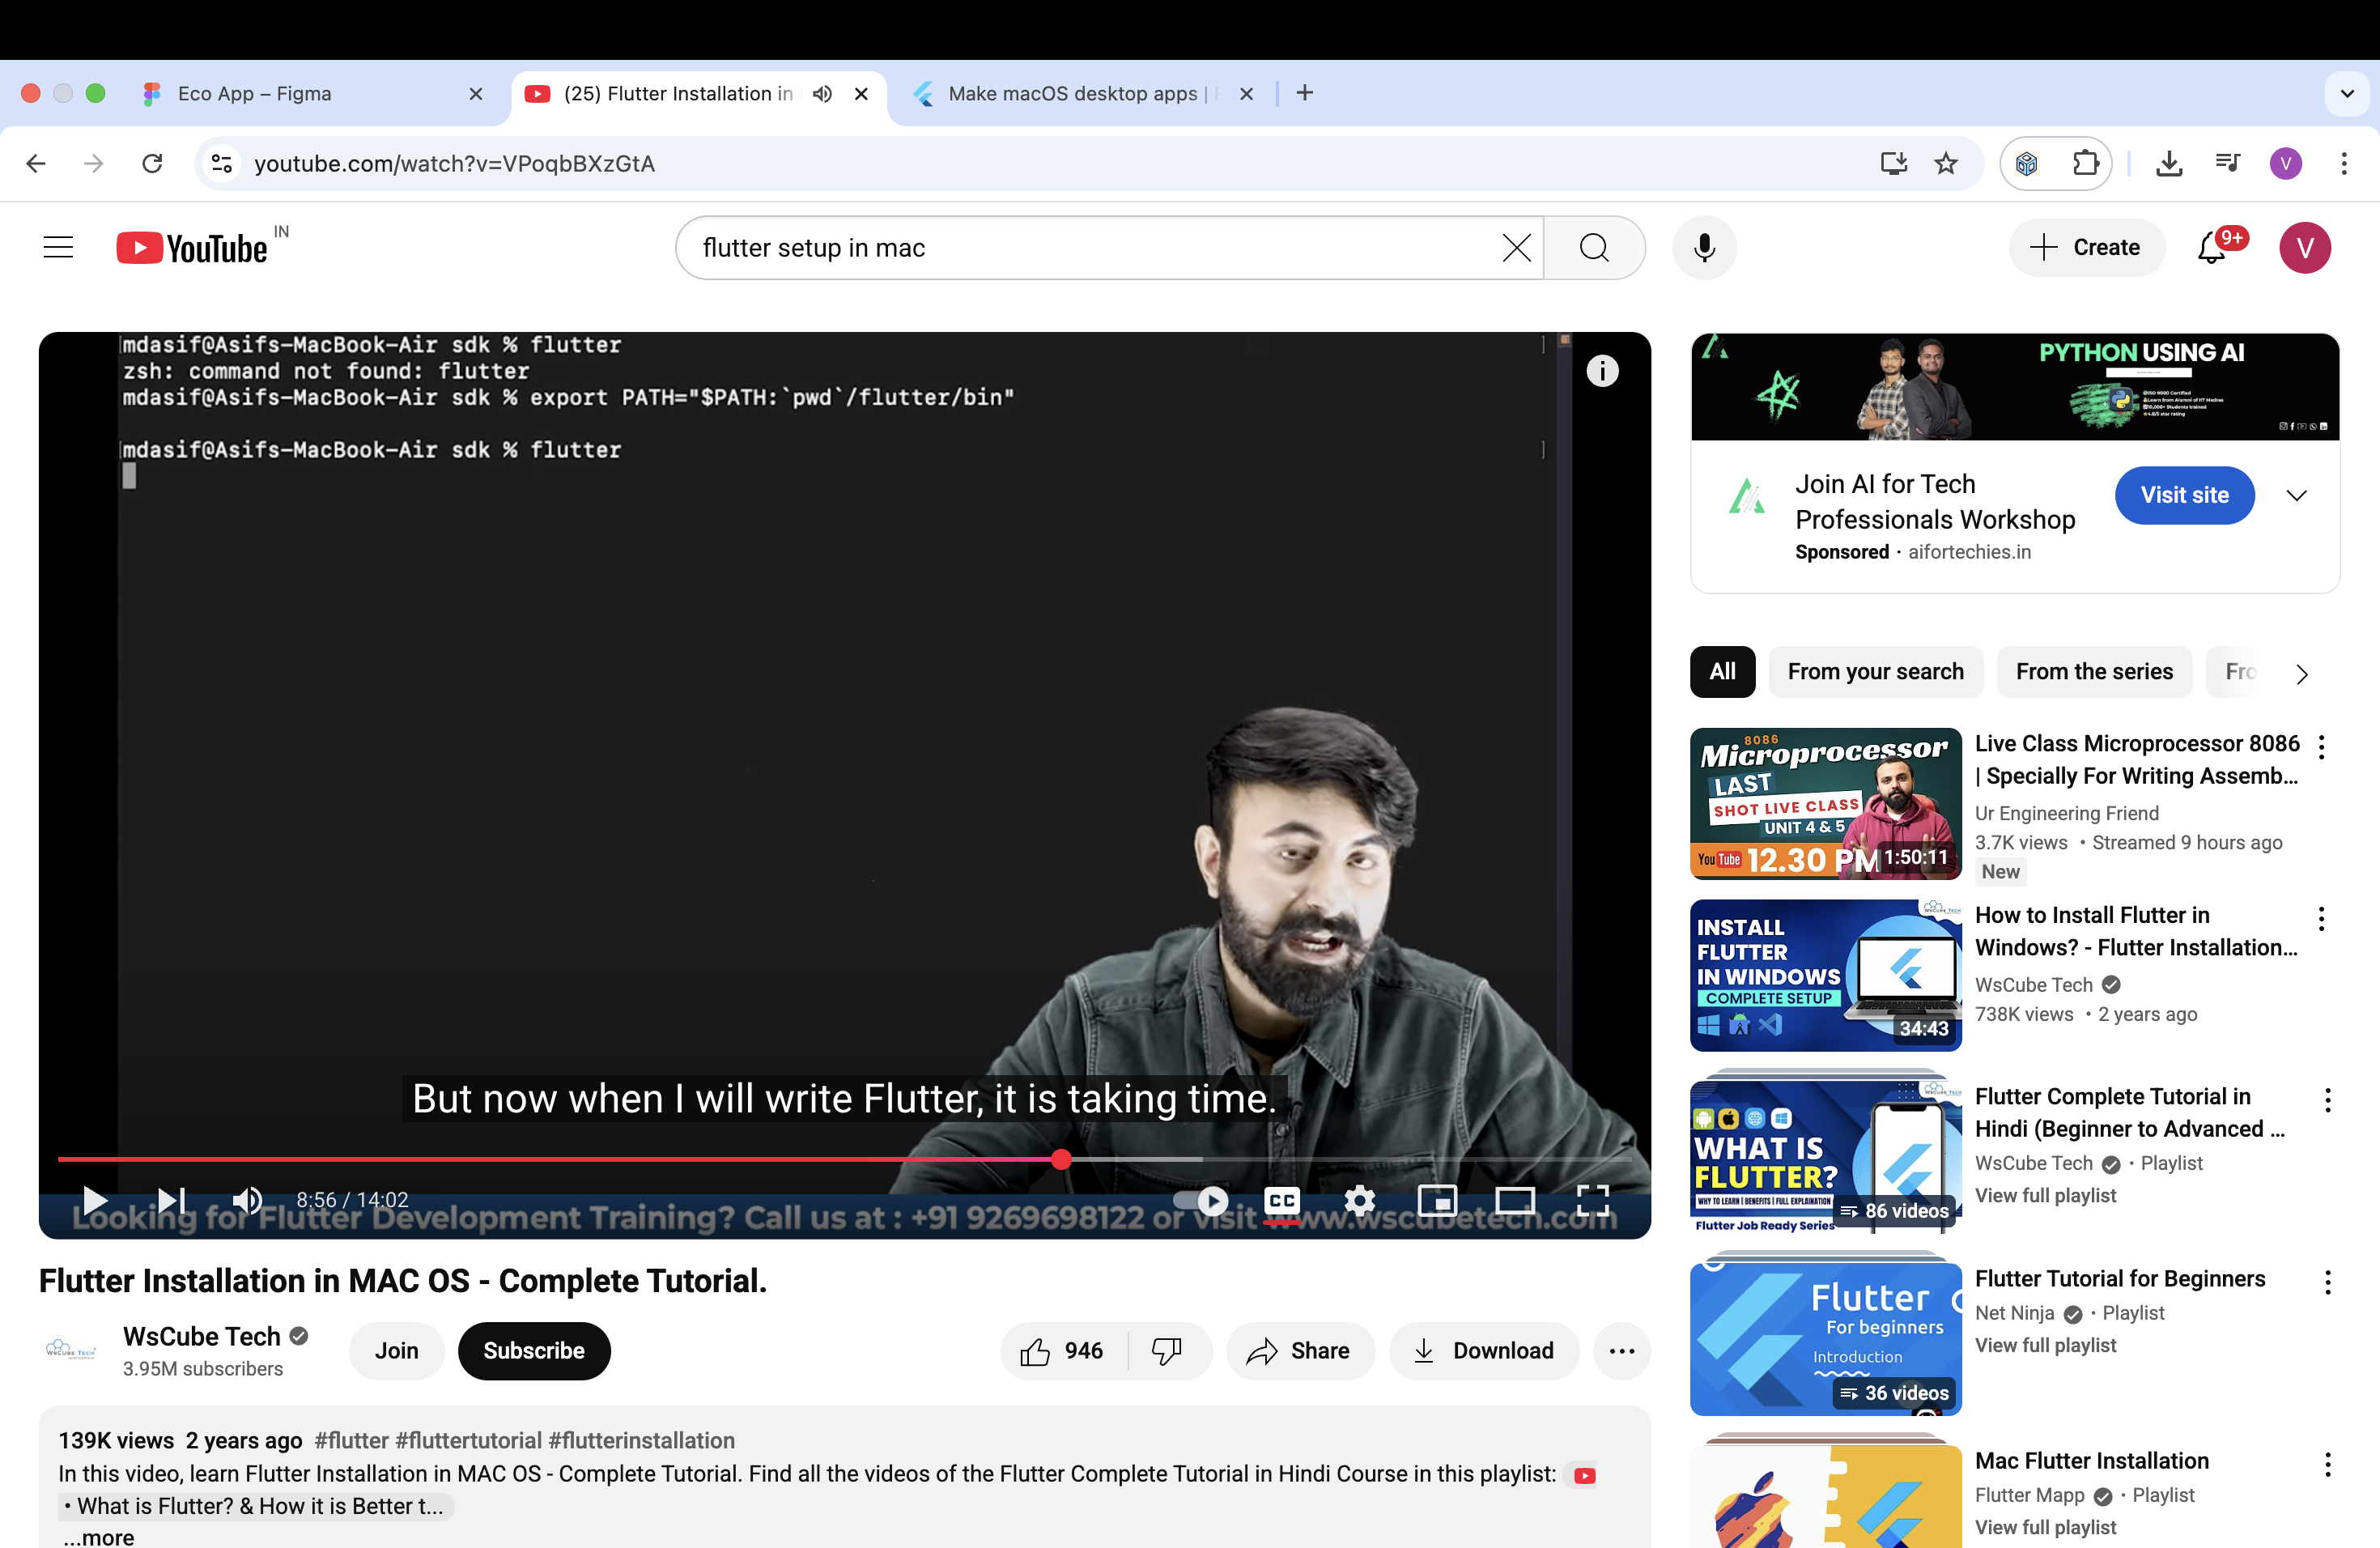 Eco App – Figma
(25) Flutter Installation in
Make macOS desktop apps |
youtube.com/watch?v=VPoqbBXzGtA
V
YouTube
IN
flutter setup in mac
Create
9+
V
mdasif@Asifs-MacBook-Air sdk % flutter
zsh: command not found: flutter
mdasif@Asifs-MacBook-Air sdk % export PATH="$PATH:`pwd`/flutter/bin"
mdasif@Asifs-MacBook-Air sdk % flutter
But now when I will write Flutter, it is taking time.
8:56 / 14:02
CC
Looking for Flutter Development Training? Call us at : +91 9269698122 or visit www.wscubetech.com
Flutter Installation in MAC OS - Complete Tutorial.
WsCube Tech
3.95M subscribers
Join
Subscribe
946
Share
Download
139K views 2 years ago #flutter #fluttertutorial #flutterinstallation
In this video, learn Flutter Installation in MAC OS - Complete Tutorial. Find all the videos of the Flutter Complete Tutorial in Hindi Course in this playlist:
• What is Flutter? & How it is Better t...
...more
PYTHON USING AI
Join AI for Tech
Professionals Workshop
Sponsored · aifortechies.in
Visit site
All
From your search
From the series
Fro
8086
Microprocessor
LAST
SHOT LIVE CLASS
UNIT 4 & 5
YouTube 12.30 PM
1:50:11
Live Class Microprocessor 8086
| Specially For Writing Assemb...
Ur Engineering Friend
3.7K views • Streamed 9 hours ago
New
INSTALL
FLUTTER
IN WINDOWS
COMPLETE SETUP
34:43
How to Install Flutter in
Windows? - Flutter Installation...
WsCube Tech
738K views • 2 years ago
WHAT IS
FLUTTER?
WHY TO LEARN | BENEFITS | FULL EXPLAINATION
Flutter Job Ready Series
86 videos
Flutter Complete Tutorial in
Hindi (Beginner to Advanced ...
WsCube Tech • Playlist
View full playlist
Flutter
For beginners
Introduction
36 videos
Flutter Tutorial for Beginners
Net Ninja • Playlist
View full playlist
Mac Flutter Installation
Flutter Mapp • Playlist
View full playlist